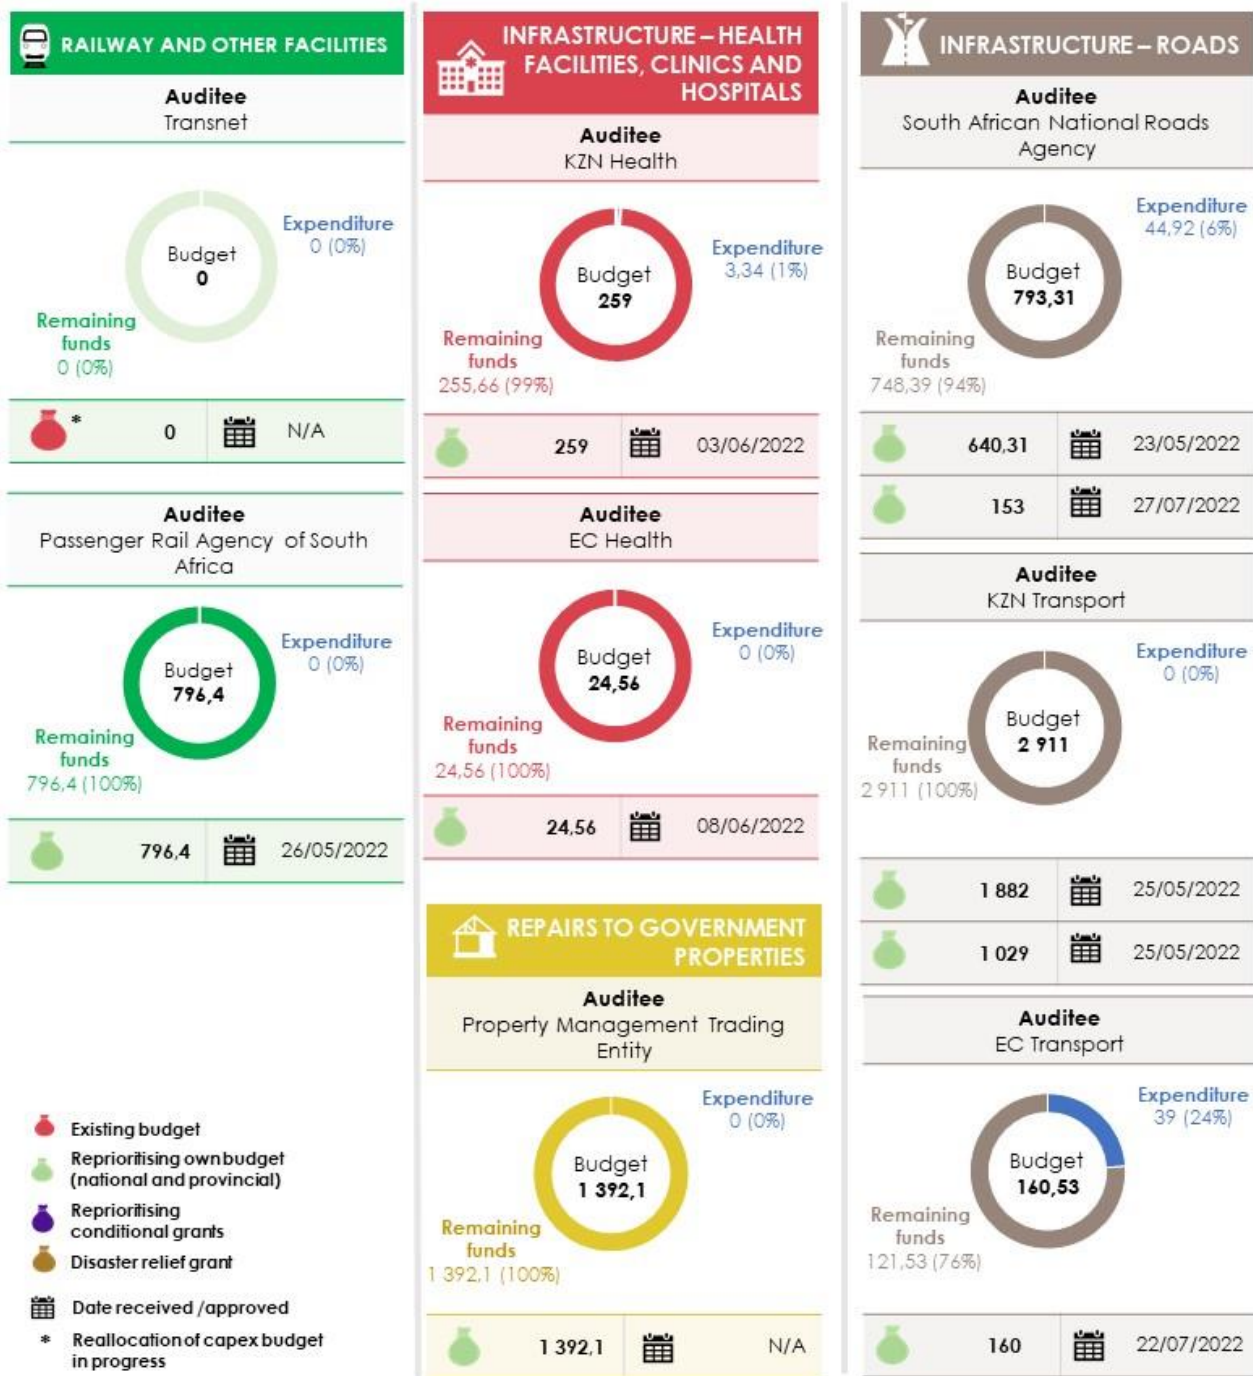 RAILWAY AND OTHER FACILITIES
Auditee
Transnet
Budget
0
Expenditure
0 (0%)
Remaining
funds
0 (0%)
*
0
N/A
Auditee
Passenger Rail Agency of South
Africa
Budget
796,4
Expenditure
0 (0%)
Remaining
funds
796,4 (100%)
796,4
26/05/2022
Existing budget
Reprioritising own budget
(national and provincial)
Reprioritising
conditional grants
Disaster relief grant
Date received /approved
* Reallocation of capex budget
in progress
INFRASTRUCTURE – HEALTH
FACILITIES, CLINICS AND
HOSPITALS
Auditee
KZN Health
Budget
259
Expenditure
3,34 (1%)
Remaining
funds
255,66 (99%)
259
03/06/2022
Auditee
EC Health
Budget
24,56
Expenditure
0 (0%)
Remaining
funds
24,56 (100%)
24,56
08/06/2022
REPAIRS TO GOVERNMENT
PROPERTIES
Auditee
Property Management Trading
Entity
Budget
1 392,1
Expenditure
0 (0%)
Remaining
funds
1 392,1 (100%)
1 392,1
N/A
INFRASTRUCTURE – ROADS
Auditee
South African National Roads
Agency
Budget
793,31
Expenditure
44,92 (6%)
Remaining
funds
748,39 (94%)
640,31
23/05/2022
153
27/07/2022
Auditee
KZN Transport
Budget
2 911
Expenditure
0 (0%)
Remaining
funds
2 911 (100%)
1 882
25/05/2022
1 029
25/05/2022
Auditee
EC Transport
Budget
160,53
Expenditure
39 (24%)
Remaining
funds
121,53 (76%)
160
22/07/2022